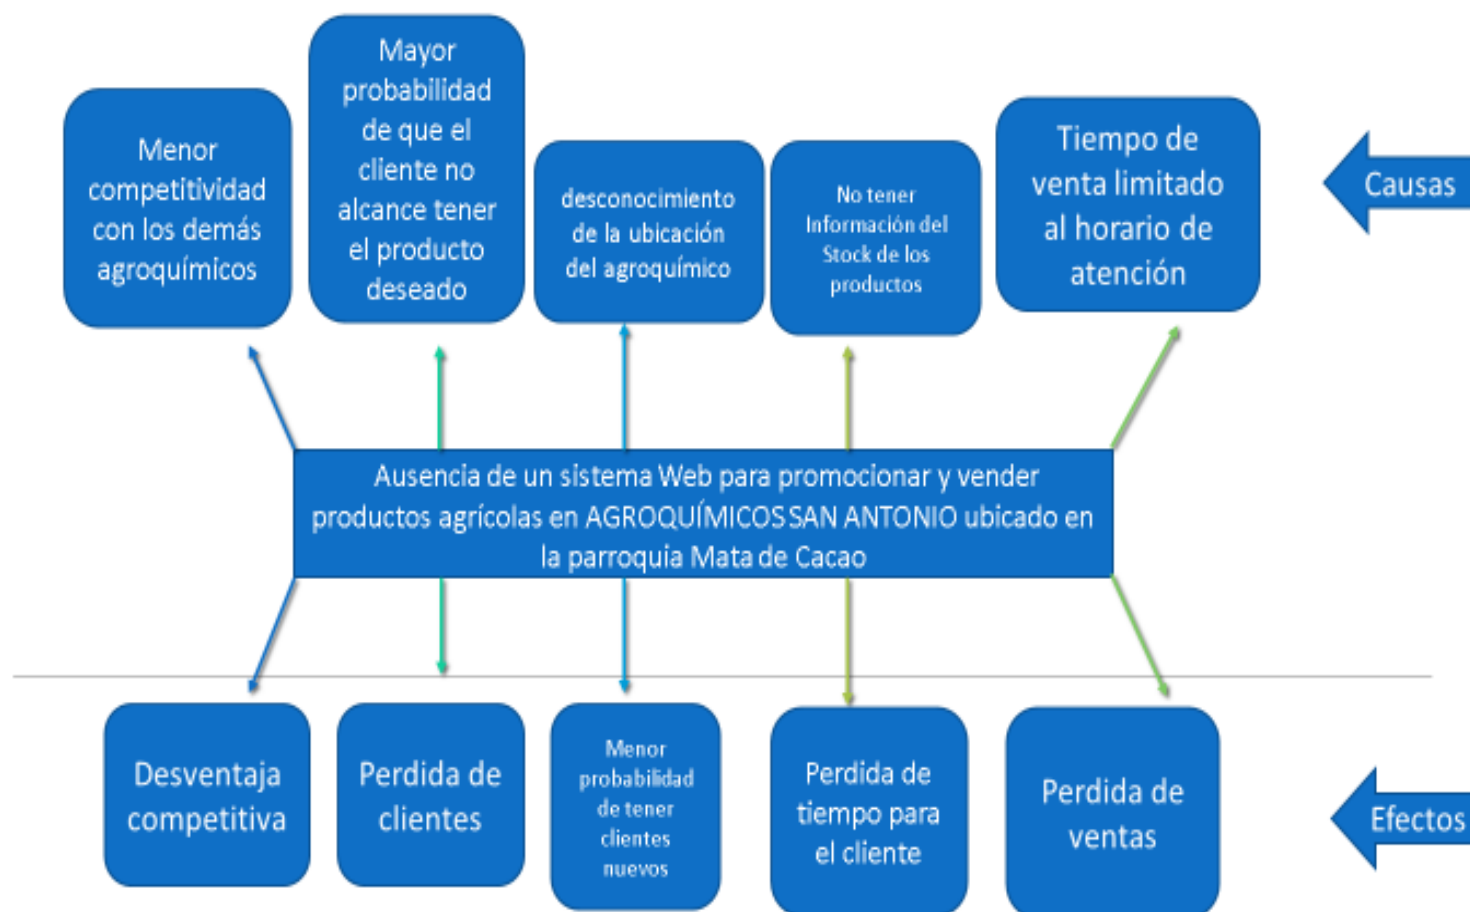 Menor
competitividad
con los demás
agroquímicos
Mayor
probabilidad
de que el
cliente no
alcance tener
el producto
deseado
desconocimiento
de la ubicación
del agroquímico
No tener
Información del
Stock de los
productos
Tiempo de
venta limitado
al horario de
atención
Causas
Ausencia de un sistema Web para promocionar y vender
productos agrícolas en AGROQUÍMICOS SAN ANTONIO ubicado en
la parroquia Mata de Cacao
Desventaja
competitiva
Perdida de
clientes
Menor
probabilidad
de tener
clientes
nuevos
Perdida de
tiempo para
el cliente
Perdida de
ventas
Efectos